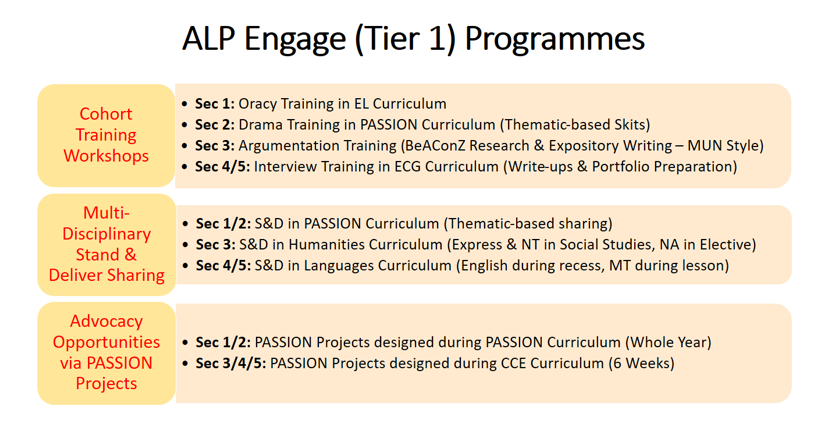 ALP Engage (Tier 1) Programmes
Cohort
Training
Workshops
• Sec 1: Oracy Training in EL Curriculum
• Sec 2: Drama Training in PASSION Curriculum (Thematic-based Skits)
• Sec 3: Argumentation Training (BeAConZ Research & Expository Writing – MUN Style)
• Sec 4/5: Interview Training in ECG Curriculum (Write-ups & Portfolio Preparation)
Multi-
Disciplinary
Stand &
Deliver Sharing
• Sec 1/2: S&D in PASSION Curriculum (Thematic-based sharing)
• Sec 3: S&D in Humanities Curriculum (Express & NT in Social Studies, NA in Elective)
• Sec 4/5: S&D in Languages Curriculum (English during recess, MT during lesson)
Advocacy
Opportunities
via PASSION
Projects
• Sec 1/2: PASSION Projects designed during PASSION Curriculum (Whole Year)
• Sec 3/4/5: PASSION Projects designed during CCE Curriculum (6 Weeks)